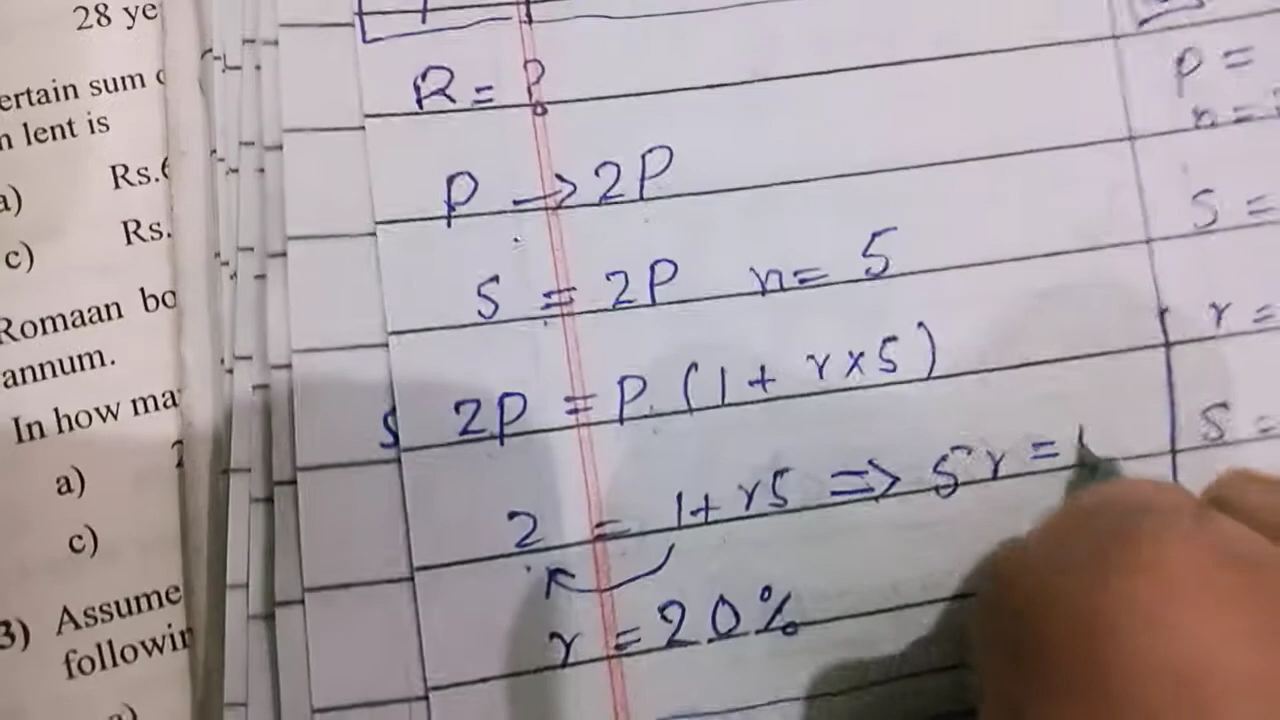 28 ye
ertain sum
n lent is
a) Rs.
c) Rs.
Romaan bo
annum.
In how ma
a)
c)
3) Assume
followin
a)
R = ?
P → 2P
S = 2P n = 5
2P = P (1 + r × 5)
2 = 1 + r5 ⇒ 5r = 1
r = 20%
P =
n =
S =
r =
S =